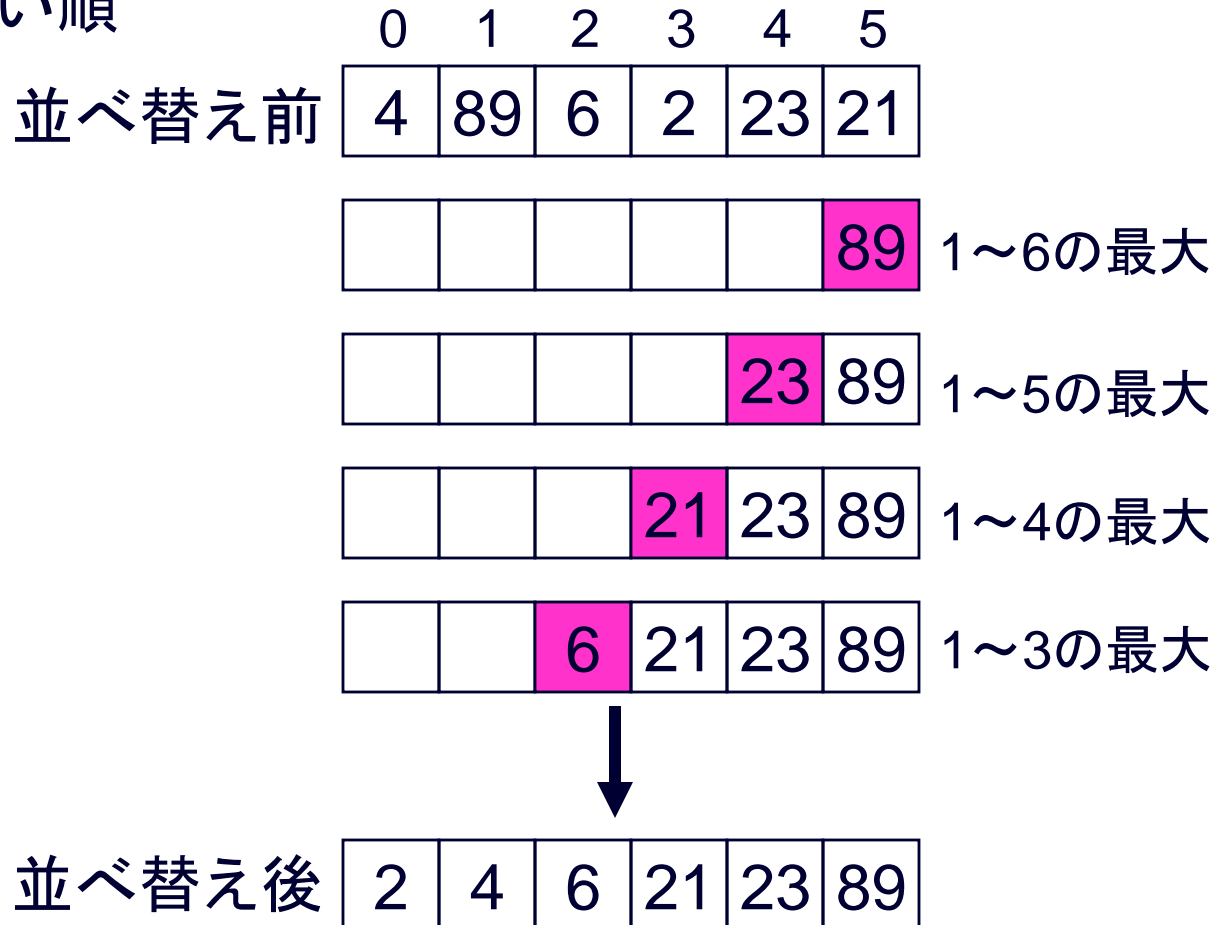 い順
0 1 2 3 4 5
並べ替え前 4 89 6 2 23 21
89 1～6の最大
23 89 1～5の最大
21 23 89 1～4の最大
6 21 23 89 1～3の最大
並べ替え後 2 4 6 21 23 89